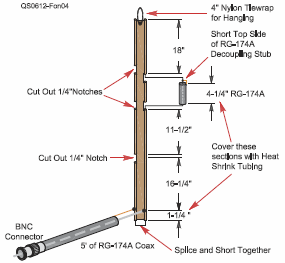 QS0612-Fon04
4" Nylon Tiewrap
for Hanging
Short Top Side
of RG-174A
Decoupling Stub
18"
4-1/4" RG-174A
Cut Out 1/4"Notches
11-1/2"
Cover these
sections with Heat
Shrink Tubing
Cut Out 1/4" Notch
16-1/4"
1-1/4 "
BNC
Connector
5' of RG-174A Coax
Splice and Short Together